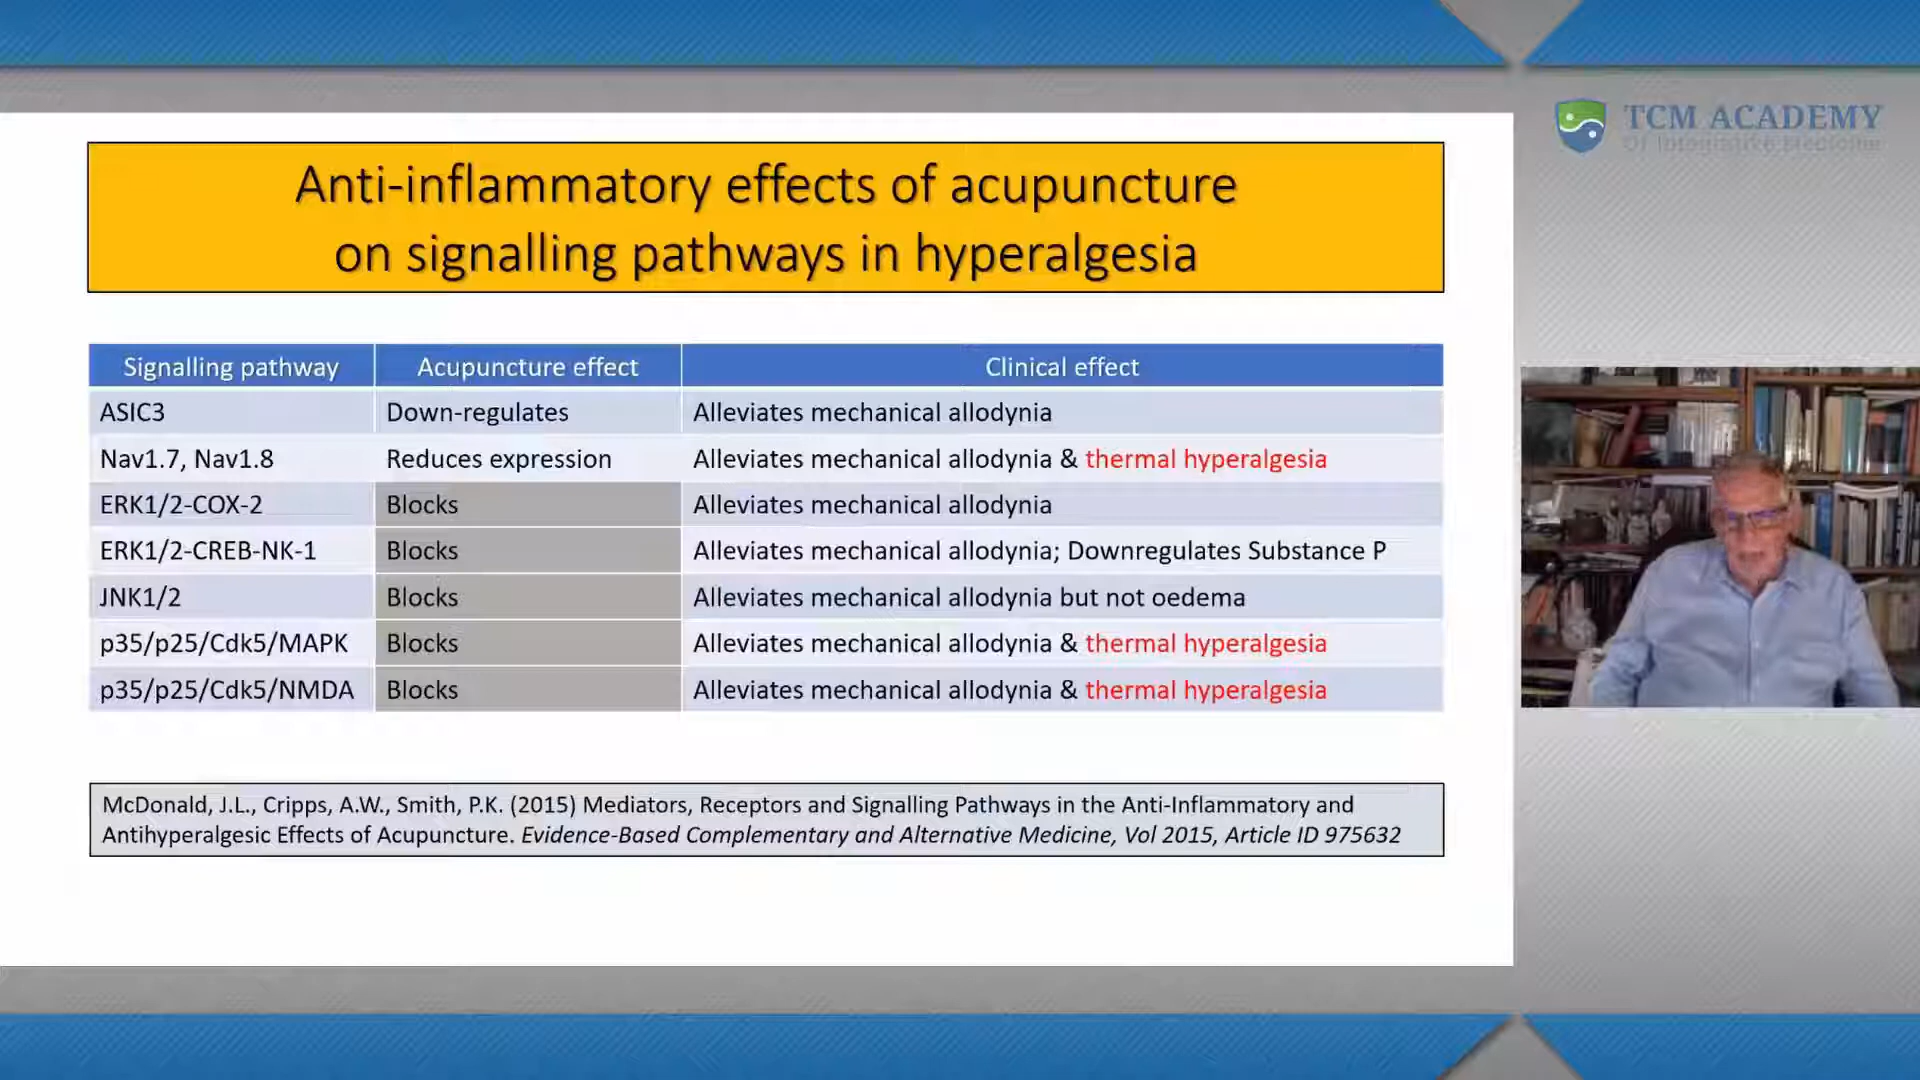 TCM ACADEMY
Of Integrative Medicine
Anti-inflammatory effects of acupuncture
on signalling pathways in hyperalgesia
Signalling pathway Acupuncture effect Clinical effect
ASIC3 Down-regulates Alleviates mechanical allodynia
Nav1.7, Nav1.8 Reduces expression Alleviates mechanical allodynia & thermal hyperalgesia
ERK1/2-COX-2 Blocks Alleviates mechanical allodynia
ERK1/2-CREB-NK-1 Blocks Alleviates mechanical allodynia; Downregulates Substance P
JNK1/2 Blocks Alleviates mechanical allodynia but not oedema
p35/p25/Cdk5/MAPK Blocks Alleviates mechanical allodynia & thermal hyperalgesia
p35/p25/Cdk5/NMDA Blocks Alleviates mechanical allodynia & thermal hyperalgesia
McDonald, J.L., Cripps, A.W., Smith, P.K. (2015) Mediators, Receptors and Signalling Pathways in the Anti-Inflammatory and
Antihyperalgesic Effects of Acupuncture. Evidence-Based Complementary and Alternative Medicine, Vol 2015, Article ID 975632